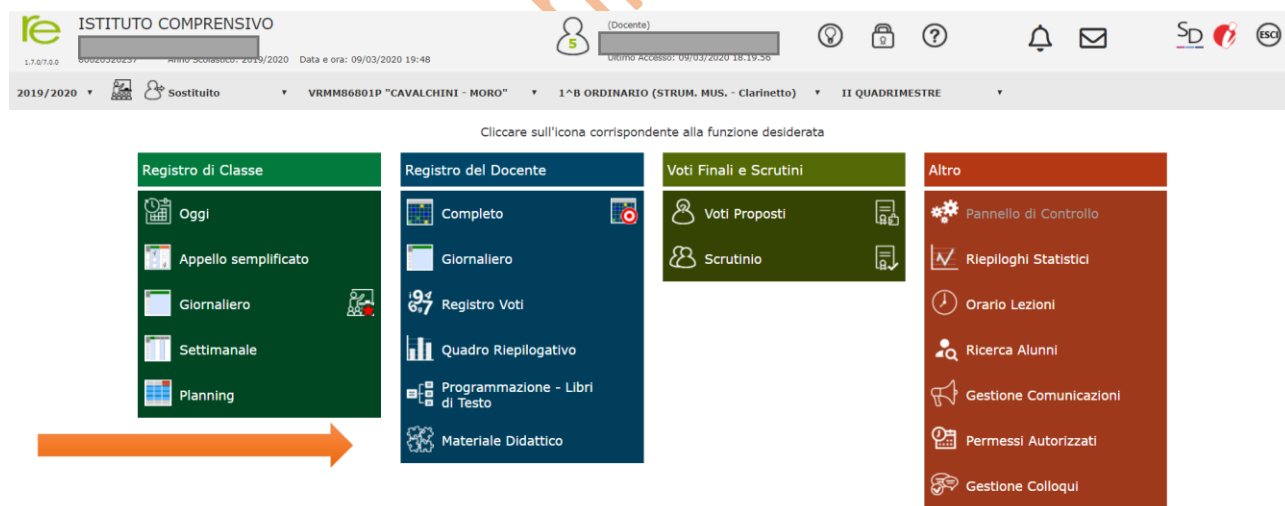 re
ISTITUTO COMPRENSIVO
1.7.0/7.0.0
Anno Scolastico: 2019/2020 Data e ora: 09/03/2020 19:48
5
(Docente)
Ultimo Accesso: 09/03/2020 18.19.56
?
SD
ESCI
2019/2020
Sostituito
VRMM86801P "CAVALCHINI - MORO"
1^B ORDINARIO (STRUM. MUS. - Clarinetto)
II QUADRIMESTRE
Cliccare sull'icona corrispondente alla funzione desiderata
Registro di Classe
Oggi
Appello semplificato
Giornaliero
Settimanale
Planning
Registro del Docente
Completo
Giornaliero
Registro Voti
Quadro Riepilogativo
Programmazione - Libri
di Testo
Materiale Didattico
Voti Finali e Scrutini
Voti Proposti
Scrutinio
Altro
Pannello di Controllo
Riepiloghi Statistici
Orario Lezioni
Ricerca Alunni
Gestione Comunicazioni
Permessi Autorizzati
Gestione Colloqui